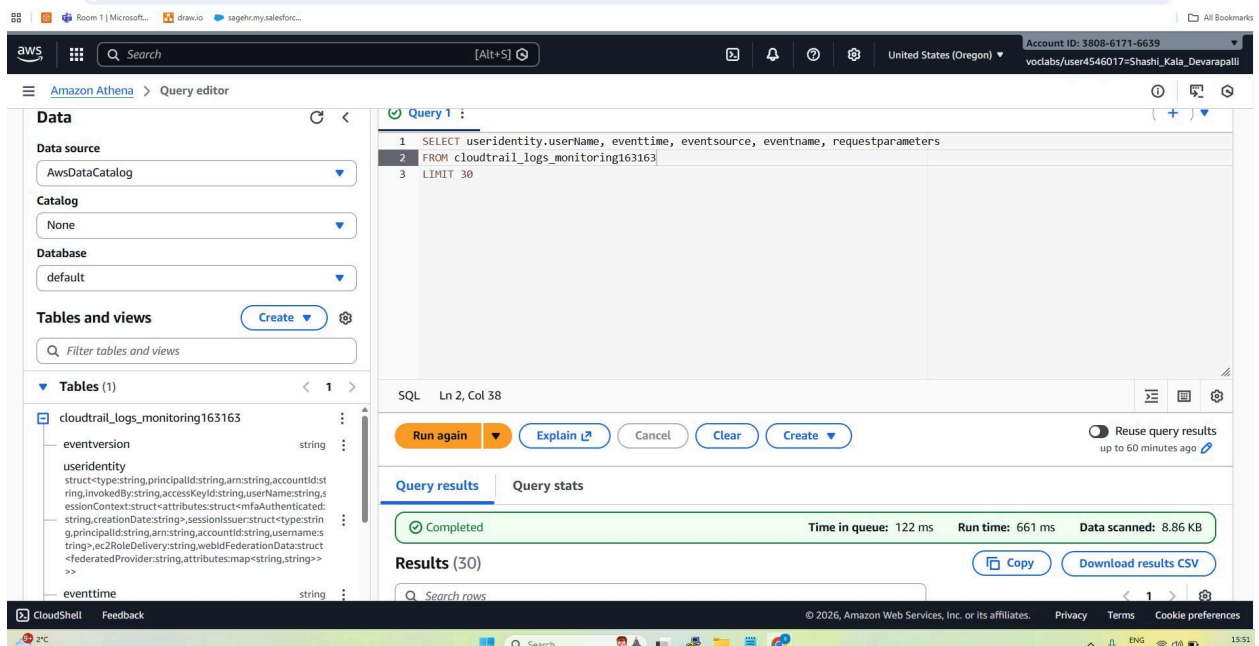 Room 1 | Microsoft...
draw.io
sagehr.my.salesforc...
All Bookmarks
aws
Search
[Alt+S]
United States (Oregon)
Account ID: 3808-6171-6639
voclabs/user4546017=Shashi_Kala_Devarapalli
Amazon Athena > Query editor
Data
Data source
AwsDataCatalog
Catalog
None
Database
default
Tables and views
Create
Filter tables and views
Tables (1)
< 1 >
cloudtrail_logs_monitoring163163
eventversion
string
useridentity
struct<type:string,principalId:string,arn:string,accountId:st
ring,invokedBy:string,accessKeyId:string,userName:string,s
essionContext:struct<attributes:struct<mfaAuthenticated:
string,creationDate:string>,sessionIssuer:struct<type:strin
g,principalId:string,arn:string,accountId:string,username:s
tring>,ec2RoleDelivery:string,webIdFederationData:struct
<federatedProvider:string,attributes:map<string,string>>
>>
eventtime
string
Query 1
1 SELECT useridentity.userName, eventtime, eventsource, eventname, requestparameters
2 FROM cloudtrail_logs_monitoring163163
3 LIMIT 30
SQL Ln 2, Col 38
Run again
Explain
Cancel
Clear
Create
Reuse query results
up to 60 minutes ago
Query results
Query stats
Completed
Time in queue: 122 ms
Run time: 661 ms
Data scanned: 8.86 KB
Results (30)
Copy
Download results CSV
Search rows
< 1 >
CloudShell
Feedback
© 2026, Amazon Web Services, Inc. or its affiliates.
Privacy
Terms
Cookie preferences
9+
2°C
Search
ENG
15:51